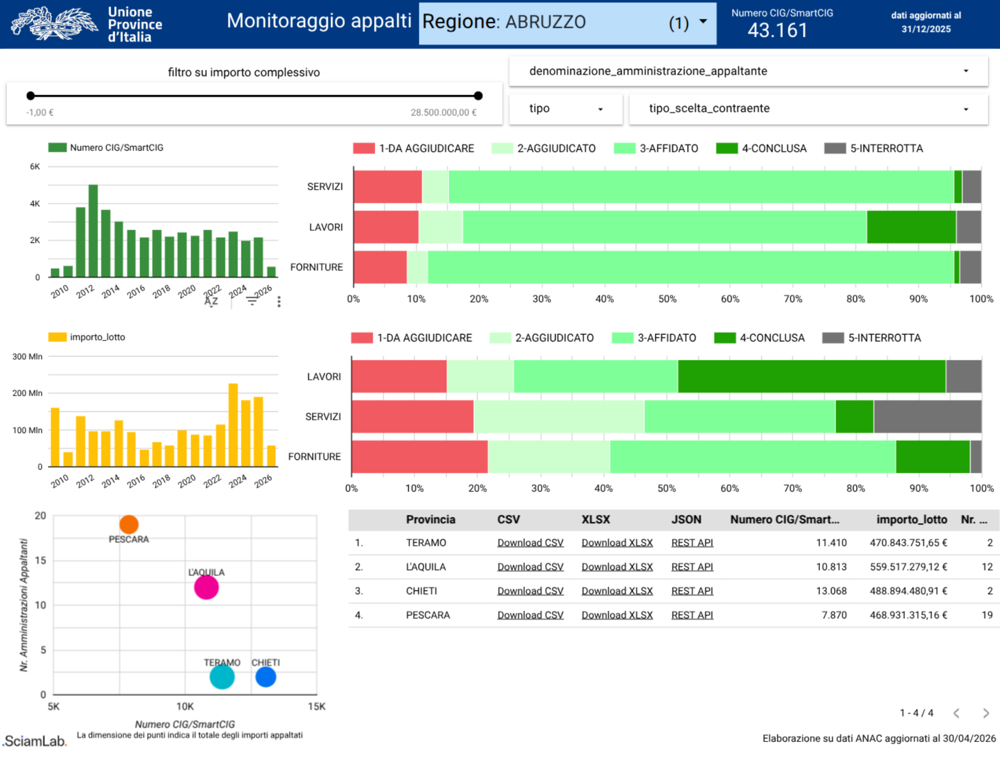 Unione
Province
d'Italia
Monitoraggio appalti
Regione: ABRUZZO (1)
Numero CIG/SmartCIG
43.161
dati aggiornati al
31/12/2025
filtro su importo complessivo
-1,00 € 28.500.000,00 €
denominazione_amministrazione_appaltante
tipo
tipo_scelta_contraente
Numero CIG/SmartCIG
6K
4K
2K
0
2010 2012 2014 2016 2018 2020 2022 2024 2026
AZ
1-DA AGGIUDICARE 2-AGGIUDICATO 3-AFFIDATO 4-CONCLUSA 5-INTERROTTA
SERVIZI
LAVORI
FORNITURE
0% 10% 20% 30% 40% 50% 60% 70% 80% 90% 100%
importo_lotto
300 Mln
200 Mln
100 Mln
0
2010 2012 2014 2016 2018 2020 2022 2024 2026
1-DA AGGIUDICARE 2-AGGIUDICATO 3-AFFIDATO 4-CONCLUSA 5-INTERROTTA
LAVORI
SERVIZI
FORNITURE
0% 10% 20% 30% 40% 50% 60% 70% 80% 90% 100%
Nr. Amministrazioni Appaltanti
20
15
10
5
0
PESCARA
L'AQUILA
TERAMO CHIETI
5K 10K 15K
Numero CIG/SmartCIG
La dimensione dei punti indica il totale degli importi appaltati
Provincia CSV XLSX JSON Numero CIG/Smart... importo_lotto Nr. ...
1. TERAMO Download CSV Download XLSX REST API 11.410 470.843.751,65 € 2
2. L'AQUILA Download CSV Download XLSX REST API 10.813 559.517.279,12 € 12
3. CHIETI Download CSV Download XLSX REST API 13.068 488.894.480,91 € 2
4. PESCARA Download CSV Download XLSX REST API 7.870 468.931.315,16 € 19
1 - 4 / 4
.SciamLab.
Elaborazione su dati ANAC aggiornati al 30/04/2026